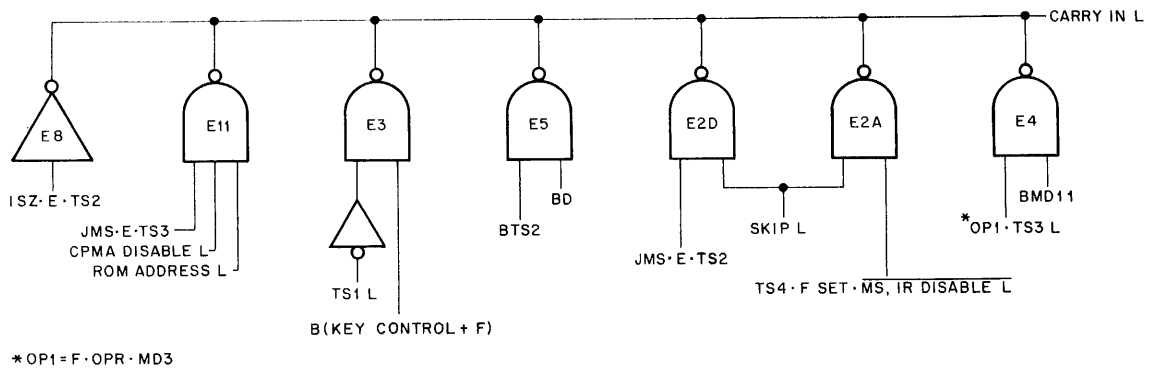 CARRY IN L
E8
E11
E3
E5
E2D
E2A
E4
ISZ·E·TS2
JMS·E·TS3
CPMA DISABLE L
ROM ADDRESS L
TS1 L
B(KEY CONTROL + F)
BTS2
BD
JMS·E·TS2
SKIP L
TS4·F SET·MS, IR DISABLE L
*OP1·TS3 L
BMD11
*OP1=F·OPR·MD3